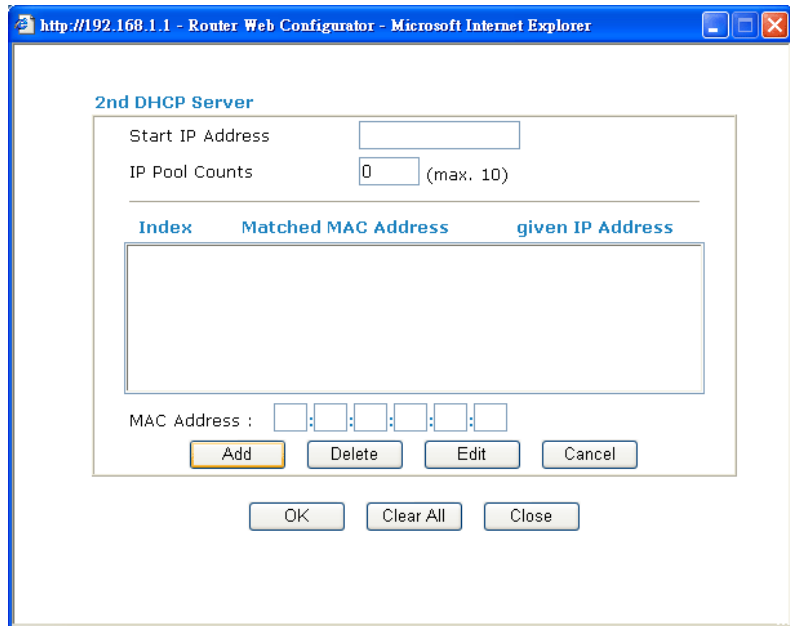 http://192.168.1.1 - Router Web Configurator - Microsoft Internet Explorer
2nd DHCP Server
Start IP Address
IP Pool Counts 0 (max. 10)
Index Matched MAC Address given IP Address
MAC Address : : : : : :
Add Delete Edit Cancel
OK Clear All Close